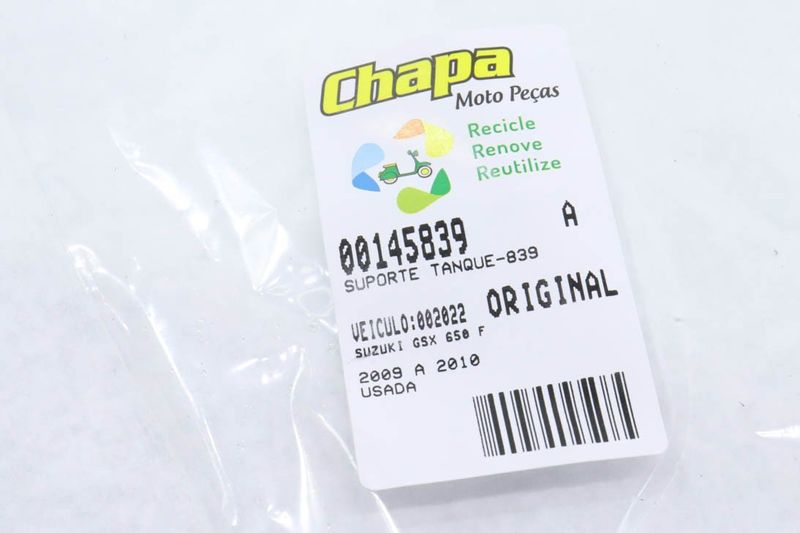 Chapa
Moto Peças
Recicle
Renove
Reutilize
00145839
A
SUPORTE TANQUE-839
VEICULO:002022
ORIGINAL
SUZUKI GSX 650 F
2009 A 2010
USADA